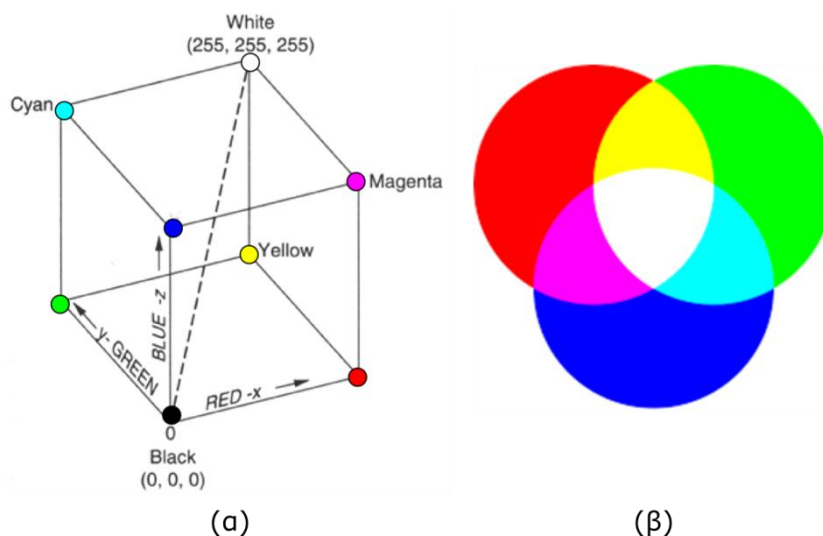 White
(255, 255, 255)
Cyan
Magenta
Yellow
BLUE -z
y- GREEN
RED -x
0
Black
(0, 0, 0)
(α)
(β)